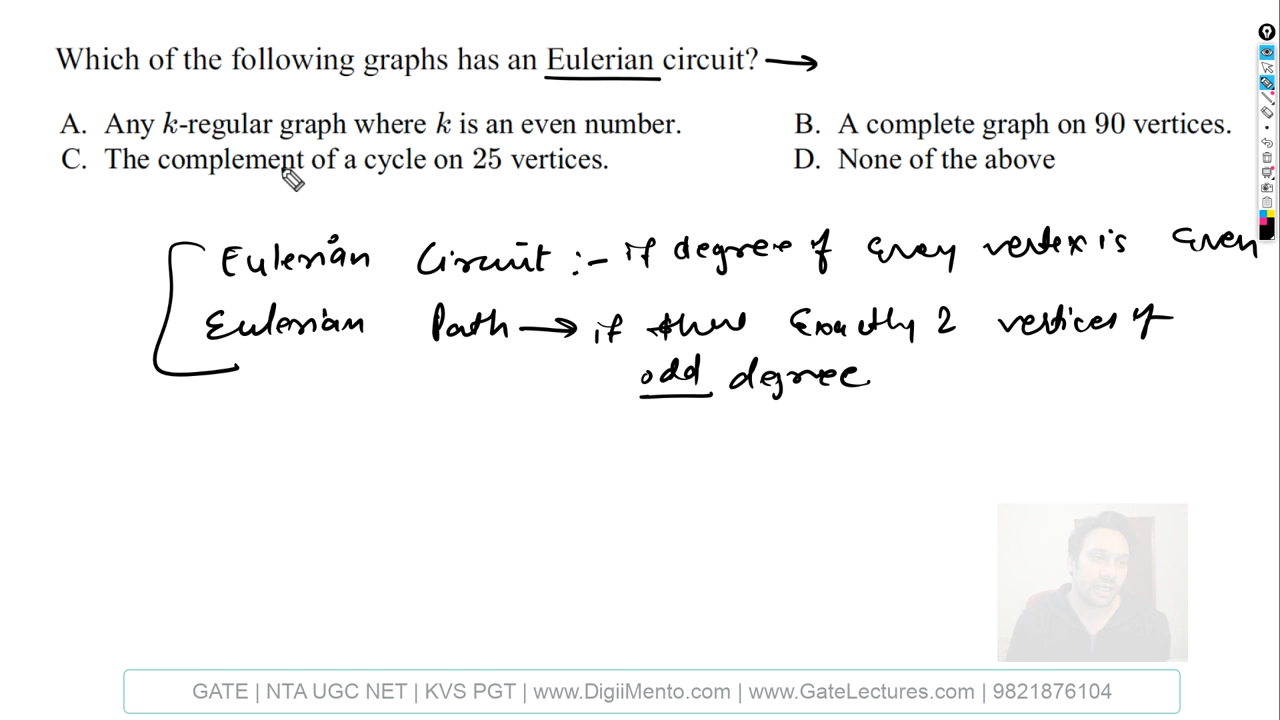 Which of the following graphs has an Eulerian circuit? →
A. Any k-regular graph where k is an even number.
B. A complete graph on 90 vertices.
C. The complement of a cycle on 25 vertices.
D. None of the above
Eulerian Circuit :- if degree of every vertex is Even
Eulerian Path → if there Exactly 2 vertices of
odd degree
GATE | NTA UGC NET | KVS PGT | www.DigiiMento.com | www.GateLectures.com | 9821876104